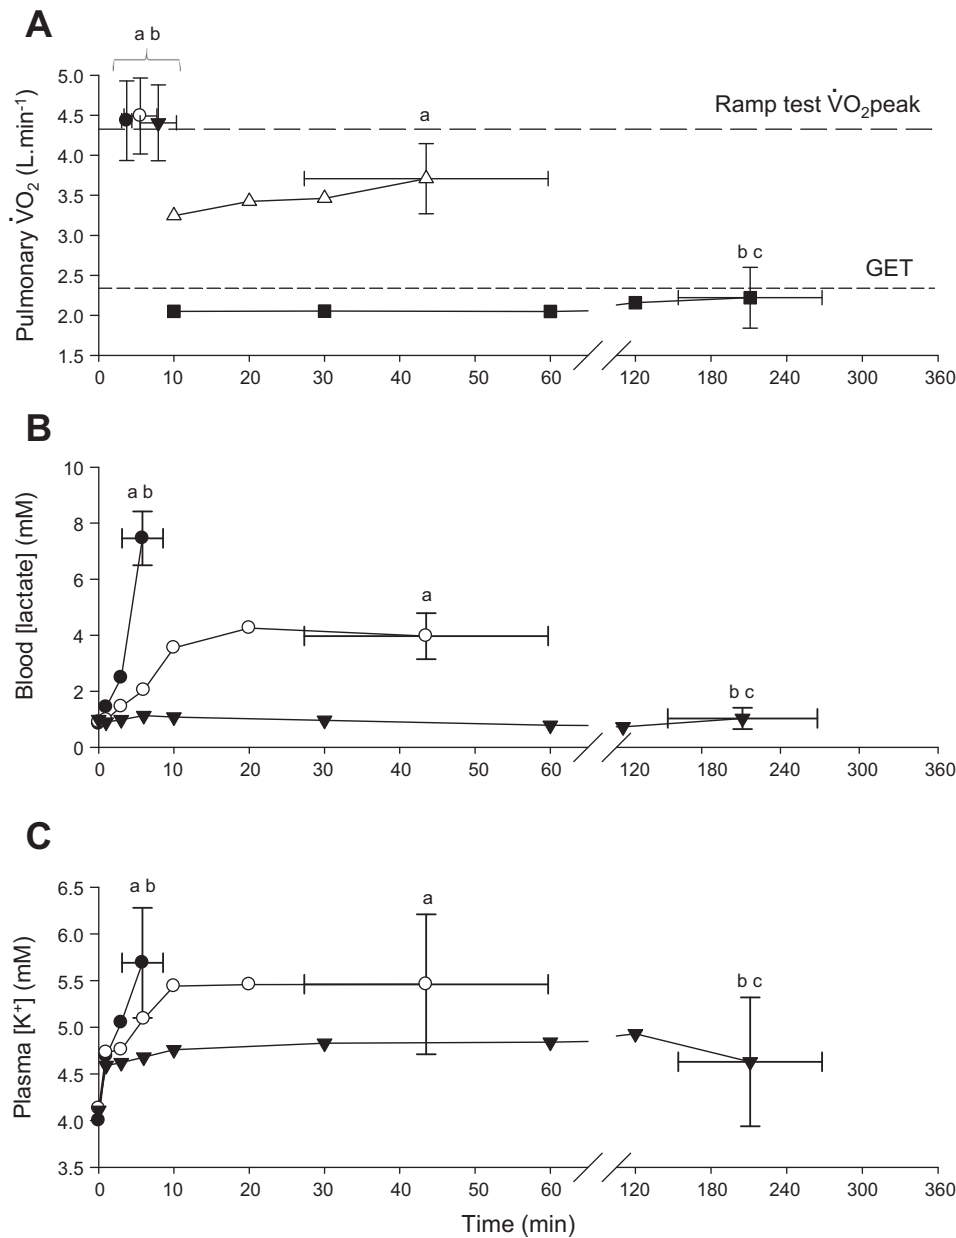 A
a b
Pulmonary V̇O₂ (L.min⁻¹)
5.0
4.5
4.0
3.5
3.0
2.5
2.0
1.5
Ramp test V̇O₂peak
a
b c
GET
0 10 20 30 40 50 60 120 180 240 300 360
B
Blood [lactate] (mM)
10
8
6
4
2
0
a b
a
b c
0 10 20 30 40 50 60 120 180 240 300 360
C
Plasma [K⁺] (mM)
6.5
6.0
5.5
5.0
4.5
4.0
3.5
a b
a
b c
0 10 20 30 40 50 60 120 180 240 300 360
Time (min)